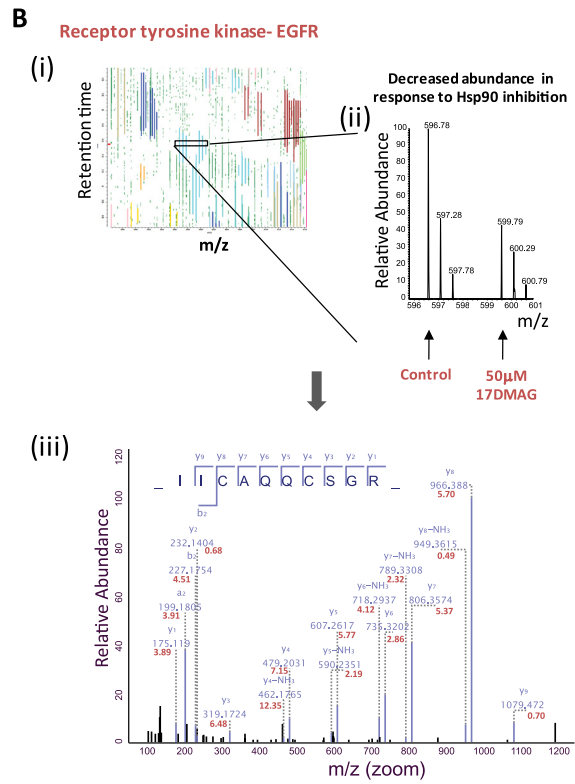 B
Receptor tyrosine kinase- EGFR
(i)
Retention time
m/z
(ii)
Decreased abundance in
response to Hsp90 inhibition
Relative Abundance
100
90
80
70
60
50
40
30
20
10
0
596.78
597.28
597.78
599.79
600.29
600.79
596 597 598 599 600 601
m/z
Control
50µM
17DMAG
(iii)
Relative Abundance
120
100
80
60
40
20
0
y9 y8 y7 y6 y5 y4 y3 y2 y1
_ I I C A Q Q C S G R _
b2
y2
232.1404
0.68
b2
227.1754
4.51
a2
199.1805
3.91
y1
175.119
3.89
y3
319.1724
6.48
y4
479.2031
7.15
y4-NH3
462.1765
12.35
y5
607.2617
5.77
y5-NH3
590.2351
2.19
y6-NH3
718.2937
4.12
y6
735.3202
2.86
y7-NH3
789.3308
2.32
y7
806.3574
5.37
y8-NH3
949.3615
0.49
y8
966.388
5.70
y9
1079.472
0.70
100 200 300 400 500 600 700 800 900 1000 1100 1200
m/z (zoom)